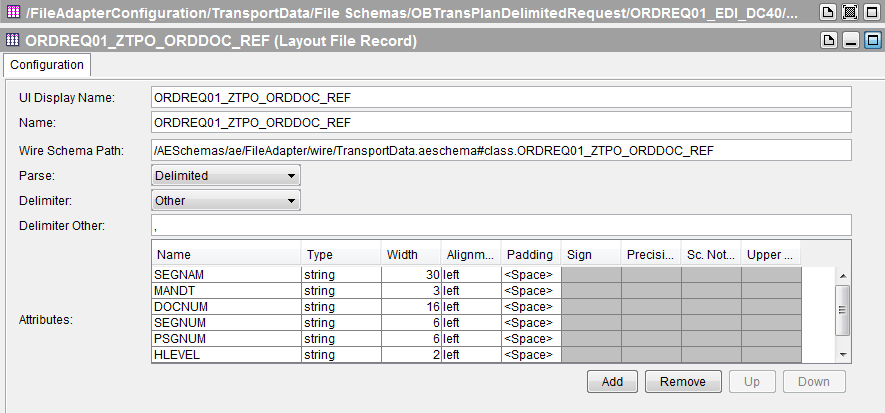 /FileAdapterConfiguration/TransportData/File Schemas/OBTransPlanDelimitedRequest/ORDREQ01_EDI_DC40/...
ORDREQ01_ZTPO_ORDDOC_REF (Layout File Record)
Configuration
UI Display Name: ORDREQ01_ZTPO_ORDDOC_REF
Name: ORDREQ01_ZTPO_ORDDOC_REF
Wire Schema Path: /AESchemas/ae/FileAdapter/wire/TransportData.aeschema#class.ORDREQ01_ZTPO_ORDDOC_REF
Parse: Delimited
Delimiter: Other
Delimiter Other: ,
Attributes:
Name Type Width Alignm... Padding Sign Precisi... Sc. Not... Upper ...
SEGNAM string 30 left <Space>
MANDT string 3 left <Space>
DOCNUM string 16 left <Space>
SEGNUM string 6 left <Space>
PSGNUM string 6 left <Space>
HLEVEL string 2 left <Space>
Add Remove Up Down